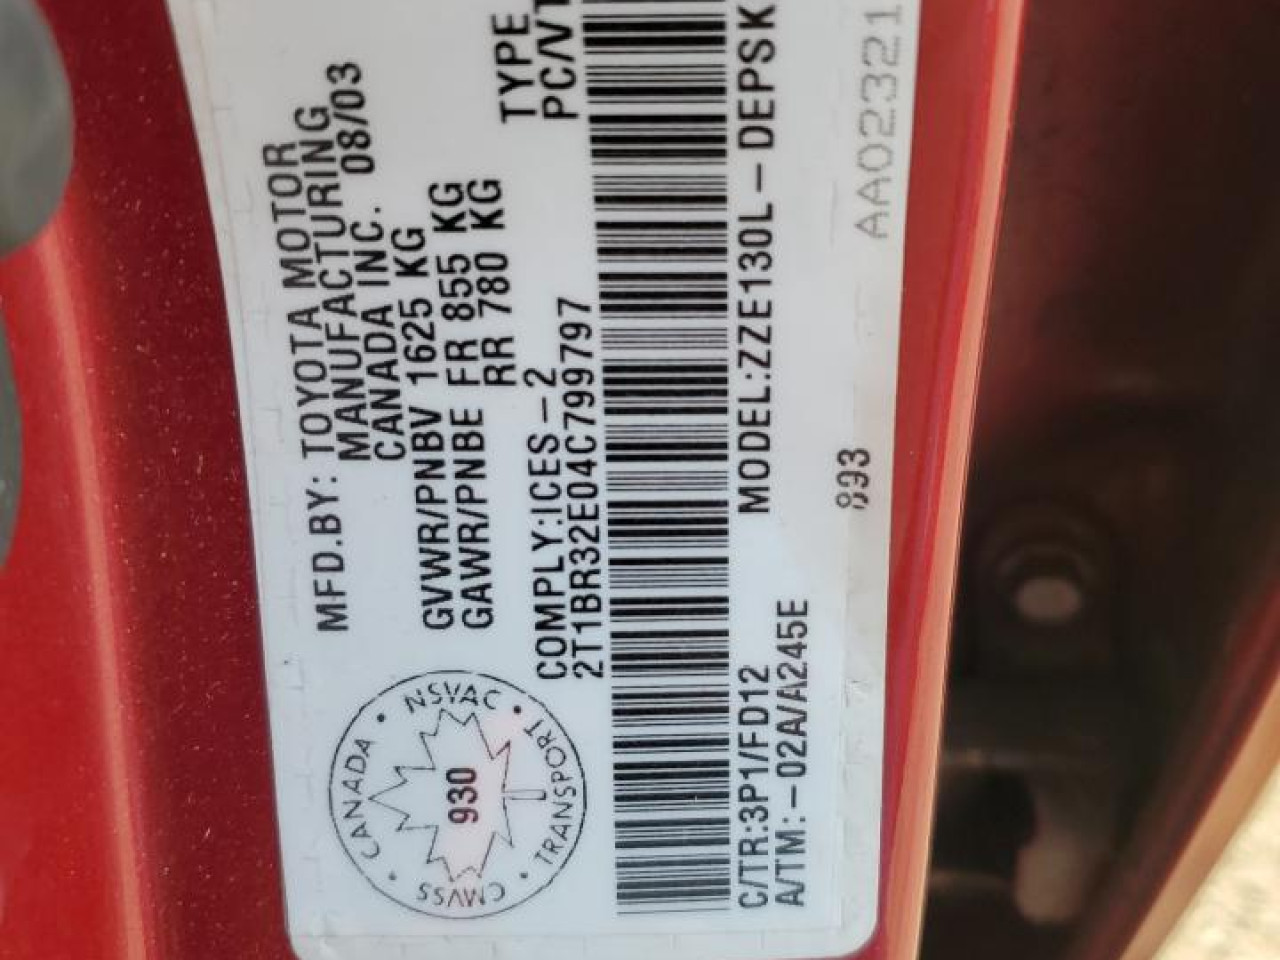 MFD.BY: TOYOTA MOTOR
MANUFACTURING
CANADA INC. 08/03
GVWR/PNBV 1625 KG
GAWR/PNBE FR 855 KG
RR 780 KG
COMPLY:ICES-2 TYPE
2T1BR32E04C799797 PC/VT
C/TR:3P1/FD12 MODEL:ZZE130L-DEPSK
A/TM:-02A/A245E
893 AA02321
CANADA
NSVAC
TRANSPORT
CMVSS
930